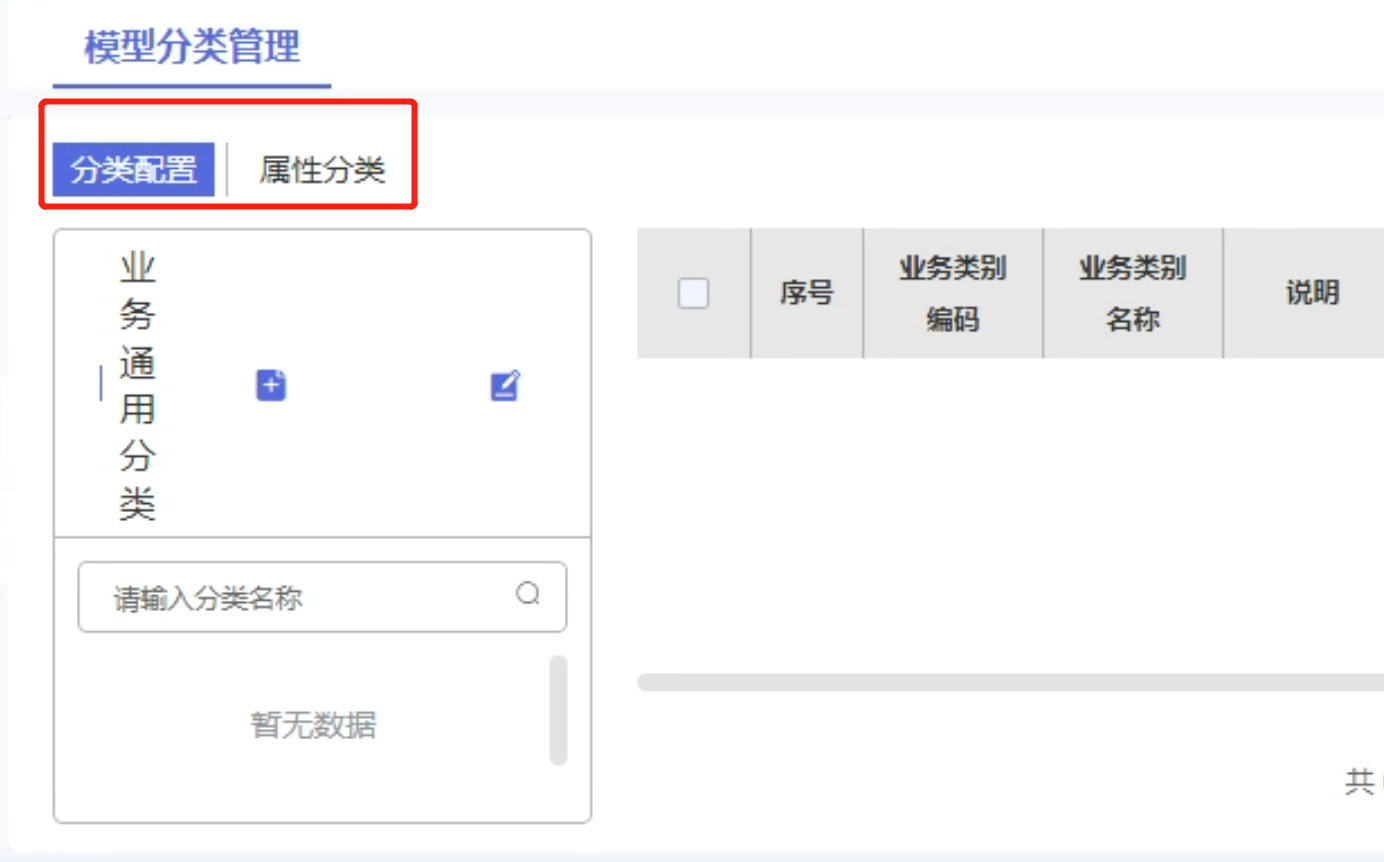 模型分类管理
分类配置
属性分类
业
务
通
用
分
类
序号
业务类别
编码
业务类别
名称
说明
请输入分类名称
暂无数据
共